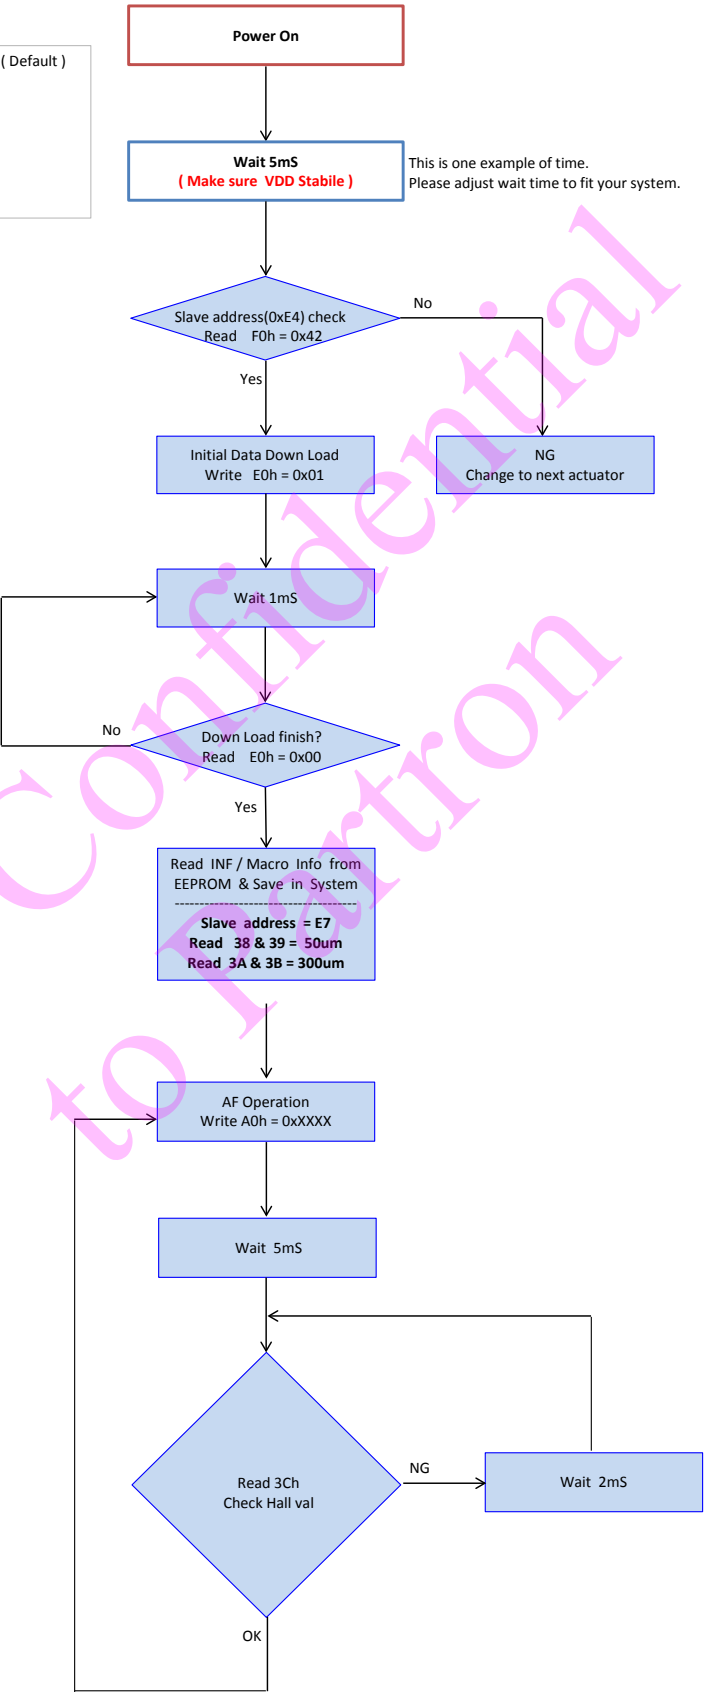 Power On
( Default )
Wait 5mS
( Make sure VDD Stabile )
This is one example of time.
Please adjust wait time to fit your system.
Slave address(0xE4) check
Read F0h = 0x42
No
Yes
Initial Data Down Load
Write E0h = 0x01
NG
Change to next actuator
Wait 1mS
Down Load finish?
Read E0h = 0x00
No
Yes
Read INF / Macro Info from
EEPROM & Save in System
------------------------------------
Slave address = E7
Read 38 & 39 = 50um
Read 3A & 3B = 300um
AF Operation
Write A0h = 0xXXXX
Wait 5mS
Read 3Ch
Check Hall val
NG
Wait 2mS
OK
Confidential
to Partron